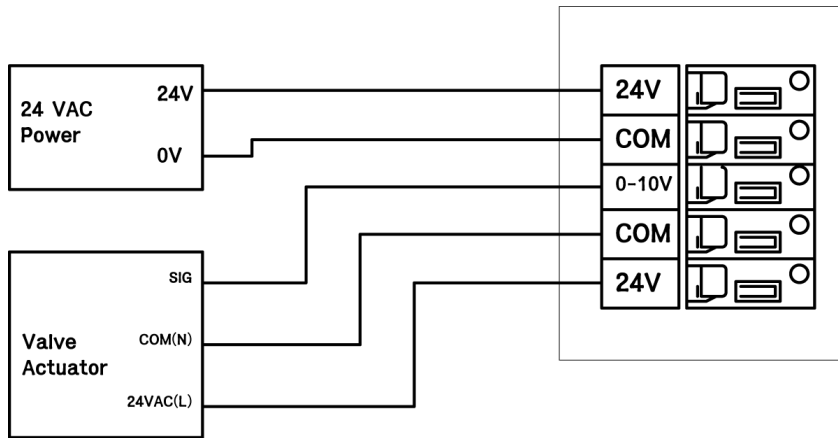 24 VAC
Power
24V
0V
Valve
Actuator
SIG
COM(N)
24VAC(L)
24V
COM
0-10V
COM
24V